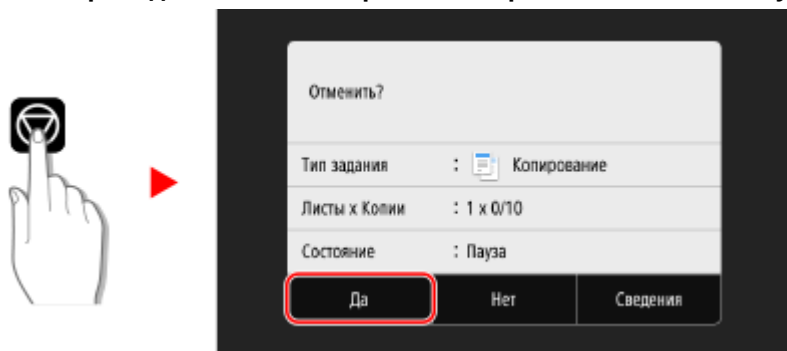 Отменить?
Тип задания : Копирование
Листы x Копии : 1 x 0/10
Состояние : Пауза
Да Нет Сведения